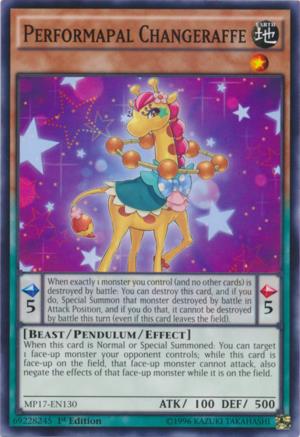 PERFORMAPAL CHANGERAFFE
EARTH
地
When exactly 1 monster you control (and no other cards) is
destroyed by battle: You can destroy this card, and if you
do, Special Summon that monster destroyed by battle in
Attack Position, and if you do that, it cannot be destroyed
by battle this turn (even if this card leaves the field).
5
5
[BEAST/PENDULUM/EFFECT]
When this card is Normal or Special Summoned: You can target
1 face-up monster your opponent controls; while this card is
face-up on the field, that face-up monster cannot attack, also
negate the effects of that face-up monster while it is on the field.
MP17-EN130
ATK/ 100 DEF/ 500
69228245 1st Edition
©1996 KAZUKI TAKAHASHI